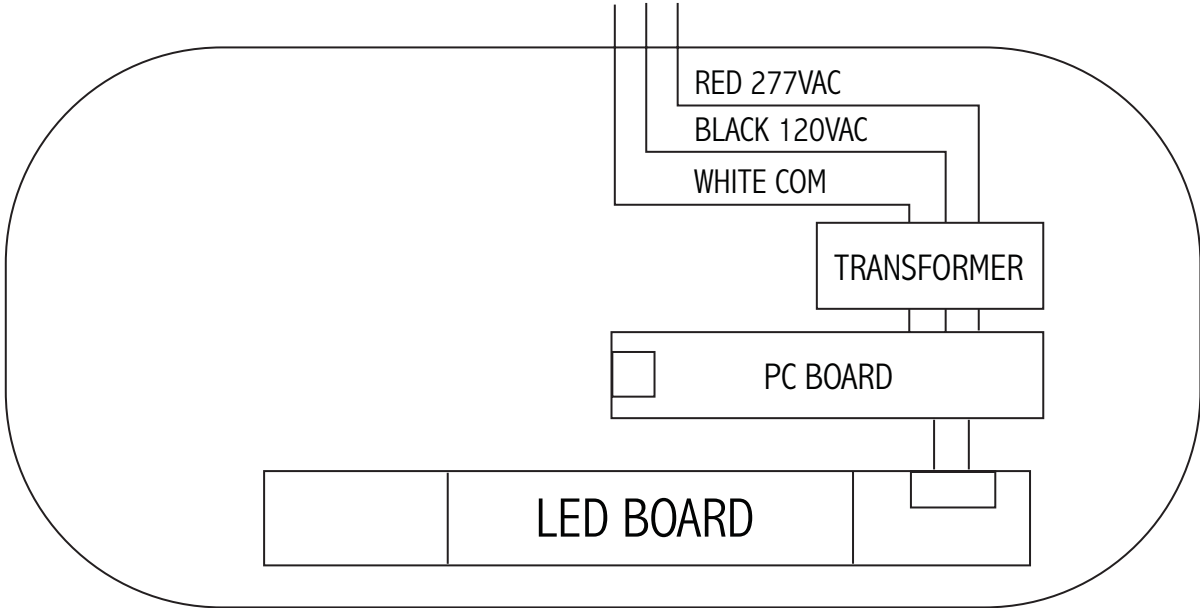 RED 277VAC
BLACK 120VAC
WHITE COM
TRANSFORMER
PC BOARD
LED BOARD